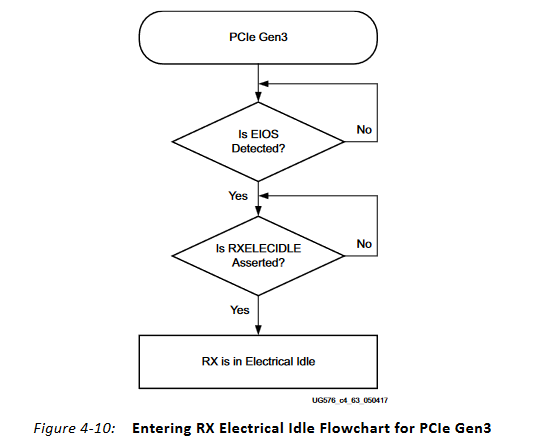 PCIe Gen3
Is EIOS
Detected?
No
Yes
Is RXELECIDLE
Asserted?
No
Yes
RX is in Electrical Idle
UG576_c4_63_050417
Figure 4-10: Entering RX Electrical Idle Flowchart for PCIe Gen3